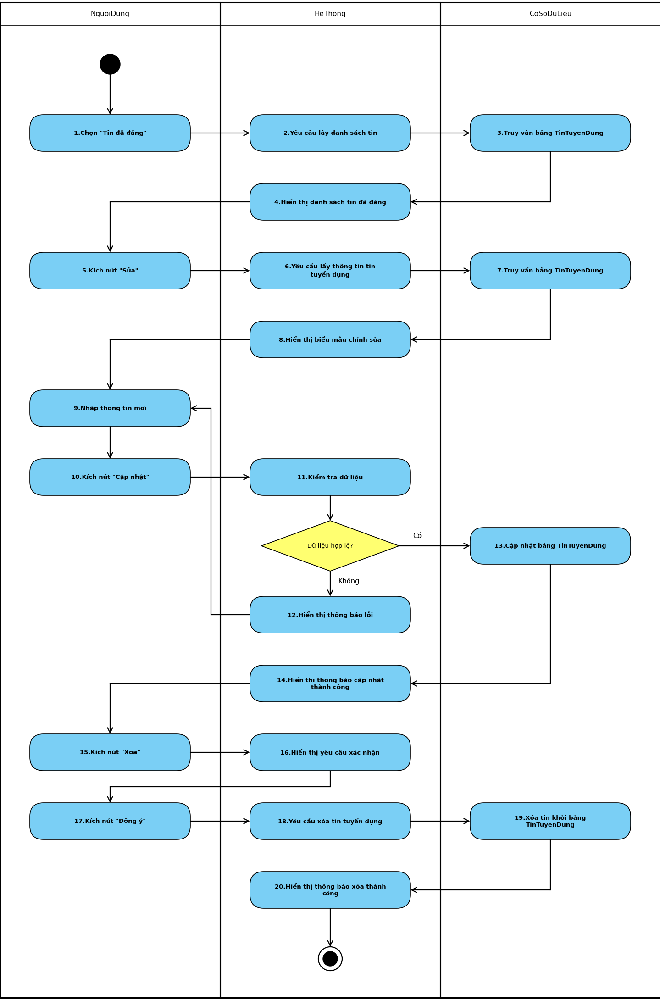 NguoiDung
HeThong
CoSoDuLieu
1.Chọn "Tin đã đăng"
2.Yêu cầu lấy danh sách tin
3.Truy vấn bảng TinTuyenDung
4.Hiển thị danh sách tin đã đăng
5.Kích nút "Sửa"
6.Yêu cầu lấy thông tin tin
tuyển dụng
7.Truy vấn bảng TinTuyenDung
8.Hiển thị biểu mẫu chỉnh sửa
9.Nhập thông tin mới
10.Kích nút "Cập nhật"
11.Kiểm tra dữ liệu
Dữ liệu hợp lệ?
Có
13.Cập nhật bảng TinTuyenDung
Không
12.Hiển thị thông báo lỗi
14.Hiển thị thông báo cập nhật
thành công
15.Kích nút "Xóa"
16.Hiển thị yêu cầu xác nhận
17.Kích nút "Đồng ý"
18.Yêu cầu xóa tin tuyển dụng
19.Xóa tin khỏi bảng
TinTuyenDung
20.Hiển thị thông báo xóa thành
công